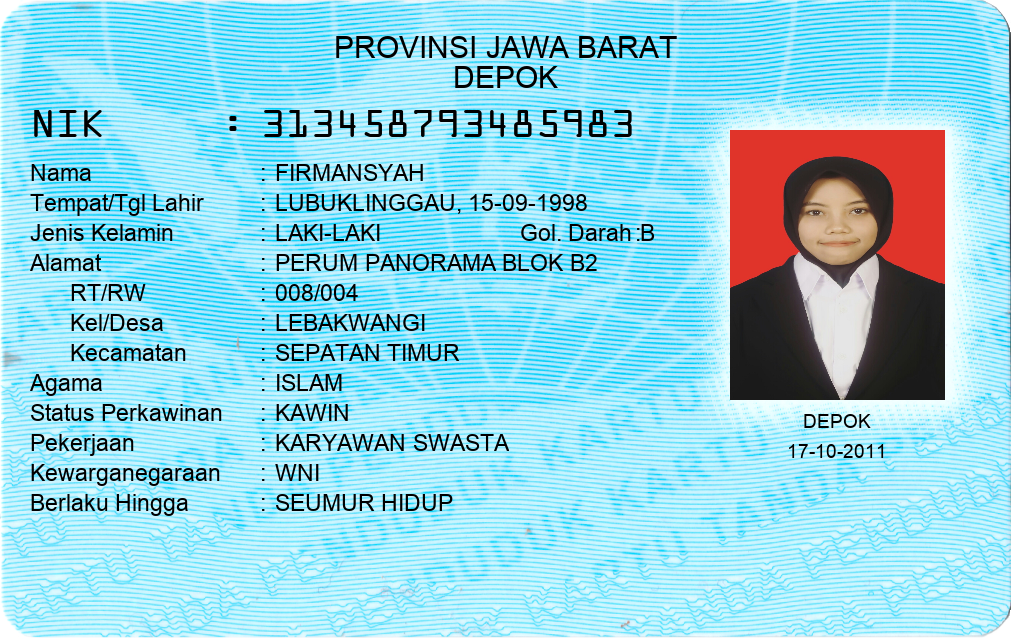 PROVINSI JAWA BARAT
DEPOK
NIK : 3134458793485983
Nama : FIRMANSYAH
Tempat/Tgl Lahir : LUBUKLINGGAU, 15-09-1998
Jenis Kelamin : LAKI-LAKI Gol. Darah :B
Alamat : PERUM PANORAMA BLOK B2
RT/RW : 008/004
Kel/Desa : LEBAKWANGI
Kecamatan : SEPATAN TIMUR
Agama : ISLAM
Status Perkawinan : KAWIN
Pekerjaan : KARYAWAN SWASTA
Kewarganegaraan : WNI
Berlaku Hingga : SEUMUR HIDUP
DEPOK
17-10-2011